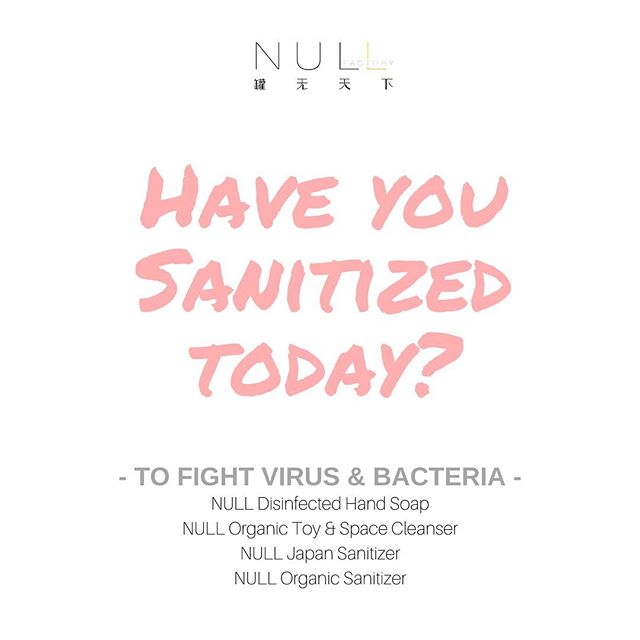 NULL
FACTORY
罐无天下
HAVE YOU
SANITIZED
TODAY?
- TO FIGHT VIRUS & BACTERIA -
NULL Disinfected Hand Soap
NULL Organic Toy & Space Cleanser
NULL Japan Sanitizer
NULL Organic Sanitizer